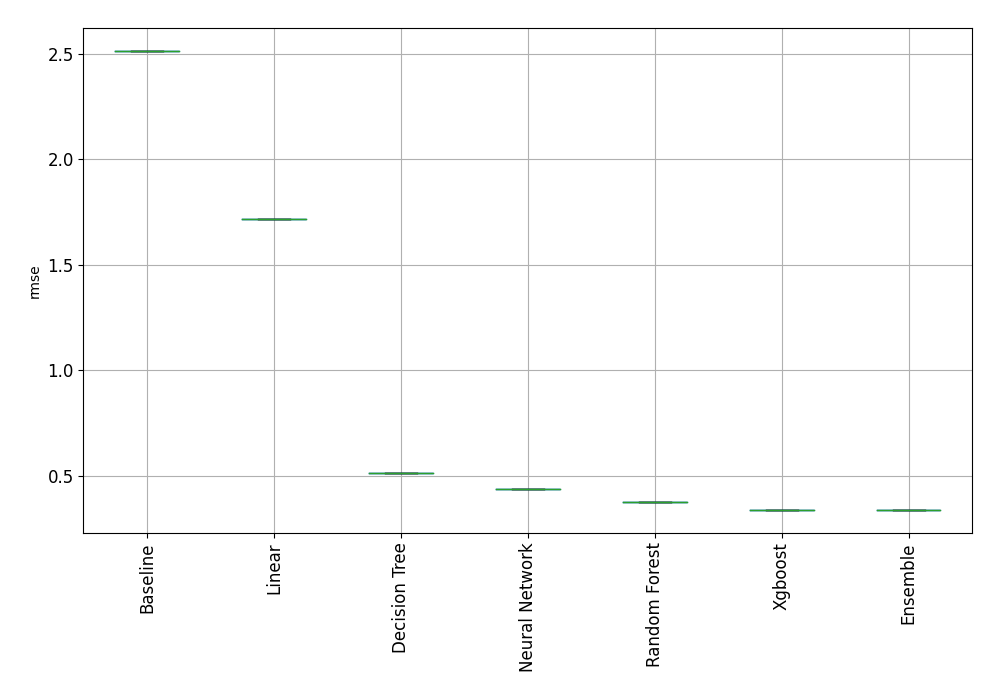 2.5
2.0
1.5
1.0
0.5
rmse
Baseline
Linear
Decision Tree
Neural Network
Random Forest
Xgboost
Ensemble